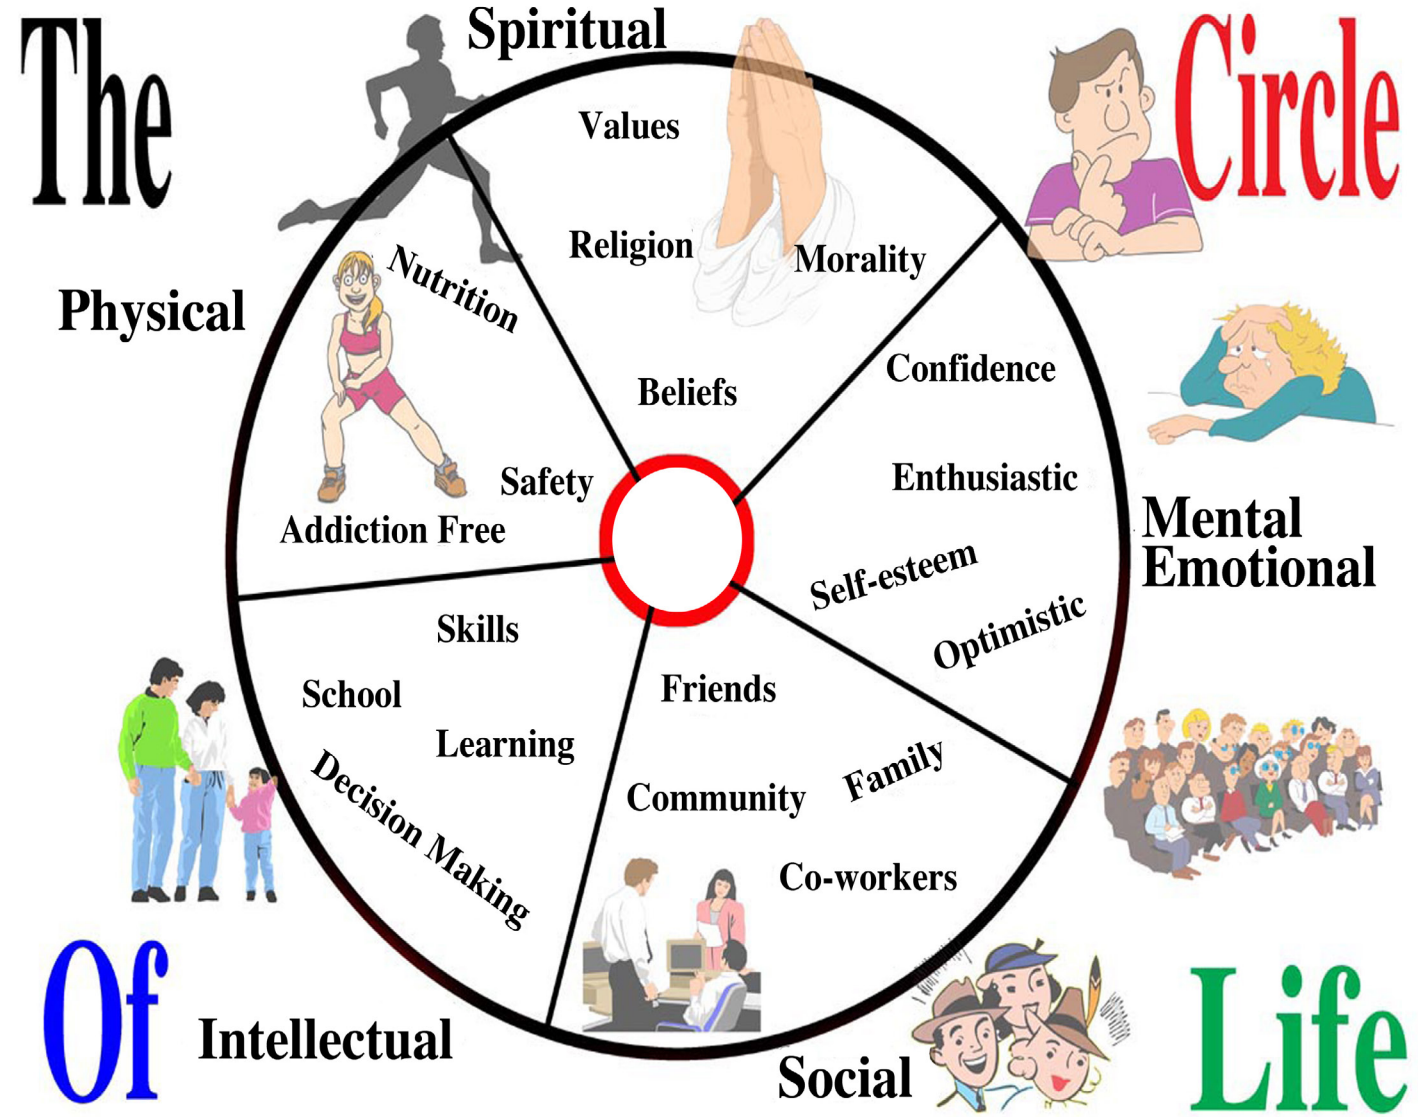 The
Circle
Spiritual
Values
Religion
Morality
Beliefs
Physical
Nutrition
Safety
Addiction Free
Confidence
Enthusiastic
Self-esteem
Optimistic
Mental
Emotional
Skills
School
Learning
Decision Making
Friends
Family
Community
Co-workers
Of
Intellectual
Social
Life